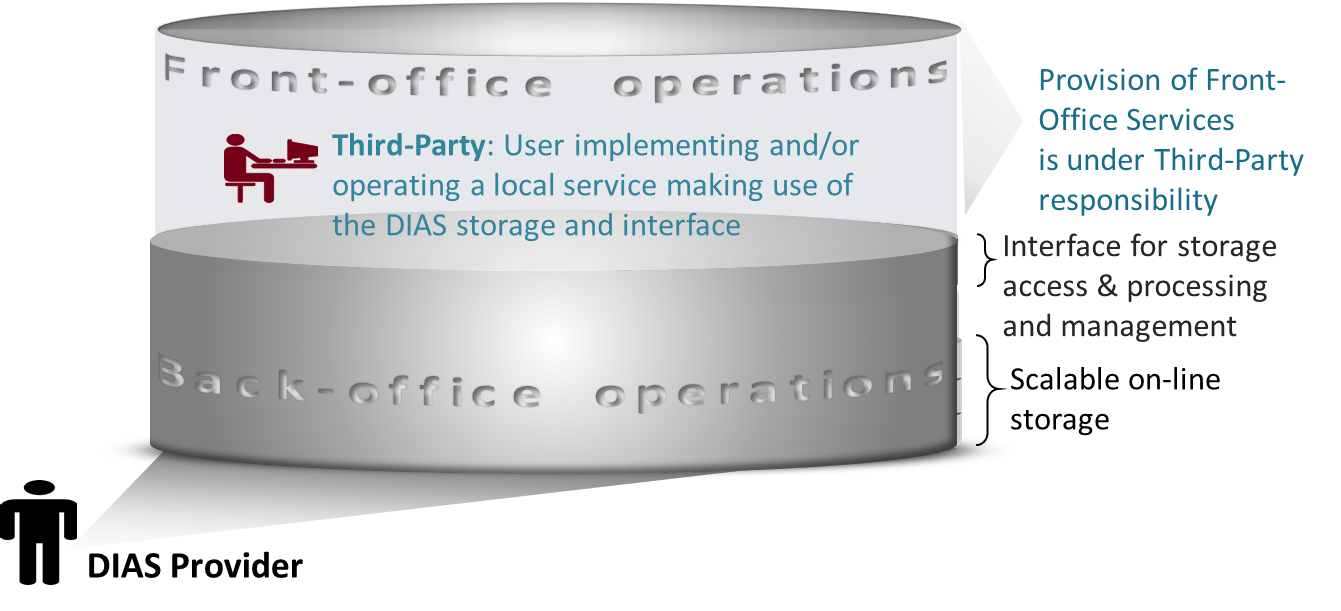 Front-office operations
Third-Party: User implementing and/or
operating a local service making use of
the DIAS storage and interface
Provision of Front-
Office Services
is under Third-Party
responsibility
Interface for storage
access & processing
and management
Back-office operations
Scalable on-line
storage
DIAS Provider